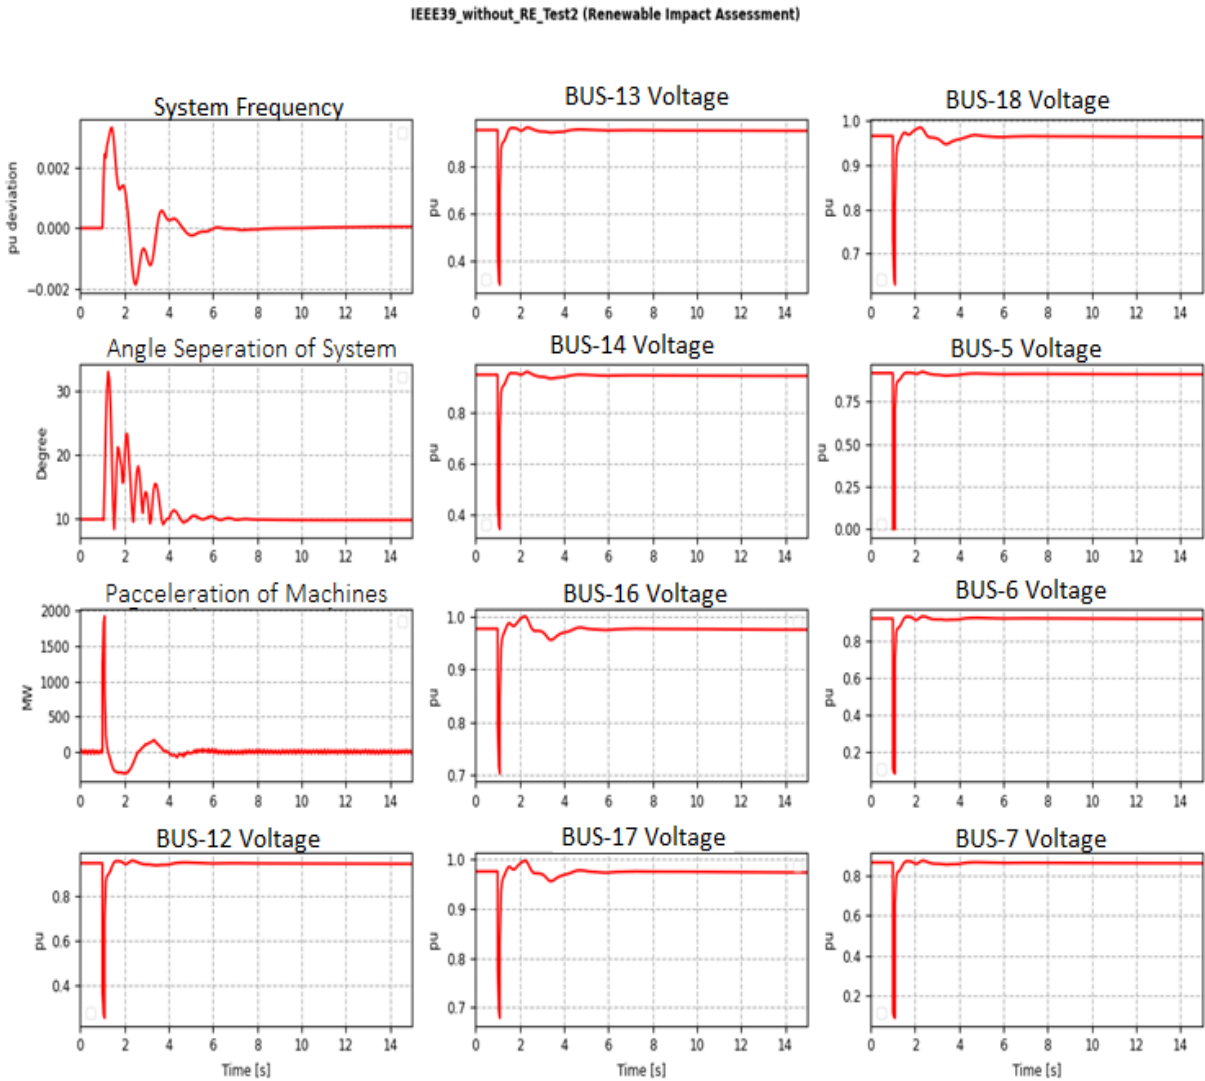 IEEE39_without_RE_Test2 (Renewable Impact Assessment)
System Frequency
pu deviation
0.002
0.000
−0.002
0 2 4 6 8 10 12 14
BUS-13 Voltage
pu
0.8
0.6
0.4
0 2 4 6 8 10 12 14
BUS-18 Voltage
pu
1.0
0.9
0.8
0.7
0 2 4 6 8 10 12 14
Angle Seperation of System
Degree
30
20
10
0 2 4 6 8 10 12 14
BUS-14 Voltage
pu
0.8
0.6
0.4
0 2 4 6 8 10 12 14
BUS-5 Voltage
pu
0.75
0.50
0.25
0.00
0 2 4 6 8 10 12 14
Pacceleration of Machines
MW
2000
1500
1000
500
0
0 2 4 6 8 10 12 14
BUS-16 Voltage
pu
1.0
0.9
0.8
0.7
0 2 4 6 8 10 12 14
BUS-6 Voltage
pu
0.8
0.6
0.4
0.2
0 2 4 6 8 10 12 14
BUS-12 Voltage
pu
0.8
0.6
0.4
0 2 4 6 8 10 12 14
Time [s]
BUS-17 Voltage
pu
1.0
0.9
0.8
0.7
0 2 4 6 8 10 12 14
Time [s]
BUS-7 Voltage
pu
0.8
0.6
0.4
0.2
0 2 4 6 8 10 12 14
Time [s]